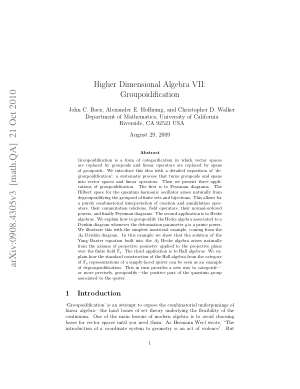 arXiv:0908.4305v3 [math.QA] 21 Oct 2010
Higher Dimensional Algebra VII:
Groupoidification
John C. Baez, Alexander E. Hoffnung, and Christopher D. Walker
Department of Mathematics, University of California
Riverside, CA 92521 USA
August 29, 2009
Abstract
Groupoidification is a form of categorification in which vector spaces
are replaced by groupoids and linear operators are replaced by spans
of groupoids. We introduce this idea with a detailed exposition of 'de-
groupoidification': a systematic process that turns groupoids and spans
into vector spaces and linear operators. Then we present three appli-
cations of groupoidification. The first is to Feynman diagrams. The
Hilbert space for the quantum harmonic oscillator arises naturally from
degroupoidifying the groupoid of finite sets and bijections. This allows for
a purely combinatorial interpretation of creation and annihilation oper-
ators, their commutation relations, field operators, their normal-ordered
powers, and finally Feynman diagrams. The second application is to Hecke
algebras. We explain how to groupoidify the Hecke algebra associated to a
Dynkin diagram whenever the deformation parameter q is a prime power.
We illustrate this with the simplest nontrivial example, coming from the
A₂ Dynkin diagram. In this example we show that the solution of the
Yang–Baxter equation built into the A₂ Hecke algebra arises naturally
from the axioms of projective geometry applied to the projective plane
over the finite field 𝔽q. The third application is to Hall algebras. We ex-
plain how the standard construction of the Hall algebra from the category
of 𝔽q representations of a simply-laced quiver can be seen as an example
of degroupoidification. This in turn provides a new way to categorify—
or more precisely, groupoidify—the positive part of the quantum group
associated to the quiver.
1 Introduction
'Groupoidification' is an attempt to expose the combinatorial underpinnings of
linear algebra—the hard bones of set theory underlying the flexibility of the
continuum. One of the main lessons of modern algebra is to avoid choosing
bases for vector spaces until you need them. As Hermann Weyl wrote, "The
introduction of a coordinate system to geometry is an act of violence". But
1